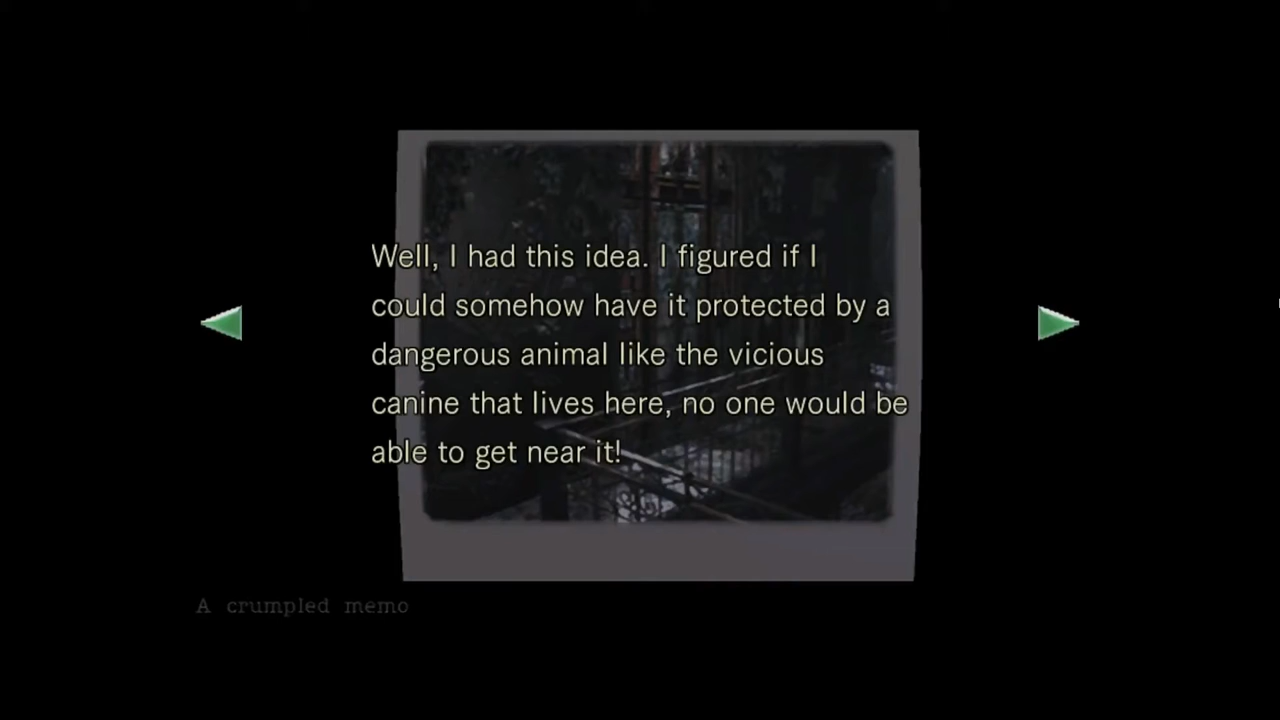 Well, I had this idea. I figured if I
could somehow have it protected by a
dangerous animal like the vicious
canine that lives here, no one would be
able to get near it!
A crumpled memo